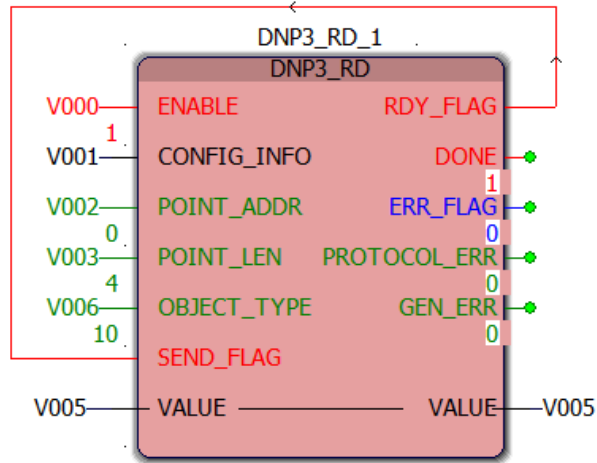 DNP3_RD_1
DNP3_RD
V000 ENABLE RDY_FLAG
1
V001 CONFIG_INFO DONE
1
V002 POINT_ADDR ERR_FLAG
0 0
V003 POINT_LEN PROTOCOL_ERR
4 0
V006 OBJECT_TYPE GEN_ERR
10 0
SEND_FLAG
V005 VALUE VALUE V005